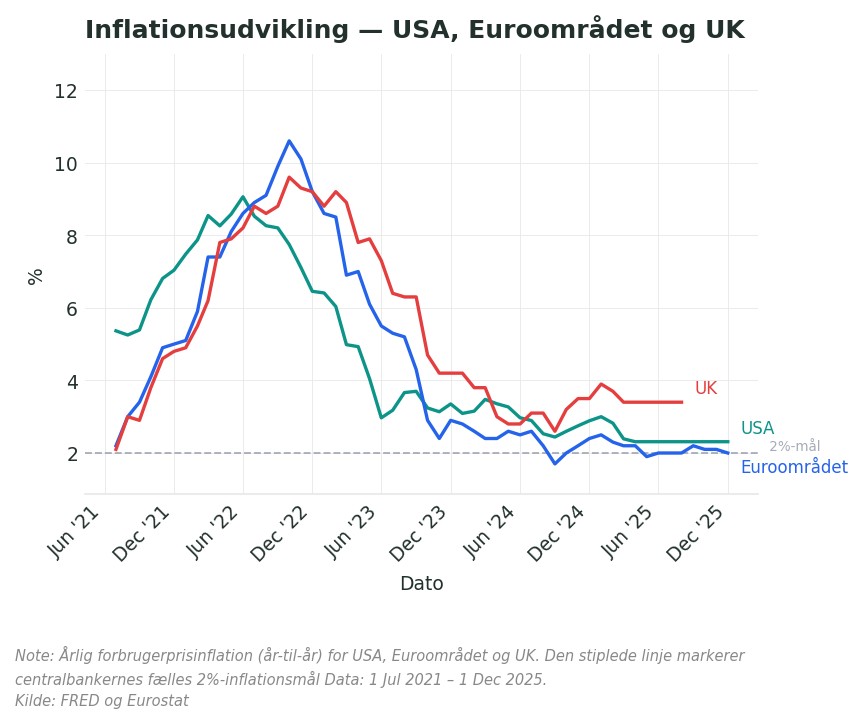 Inflationsudvikling — USA, Euroområdet og UK
%
12
10
8
6
4
2
UK
USA
2%-mål
Euroområdet
Jun '21
Dec '21
Jun '22
Dec '22
Jun '23
Dec '23
Jun '24
Dec '24
Jun '25
Dec '25
Dato
Note: Årlig forbrugerprisinflation (år-til-år) for USA, Euroområdet og UK. Den stiplede linje markerer
centralbankernes fælles 2%-inflationsmål Data: 1 Jul 2021 – 1 Dec 2025.
Kilde: FRED og Eurostat